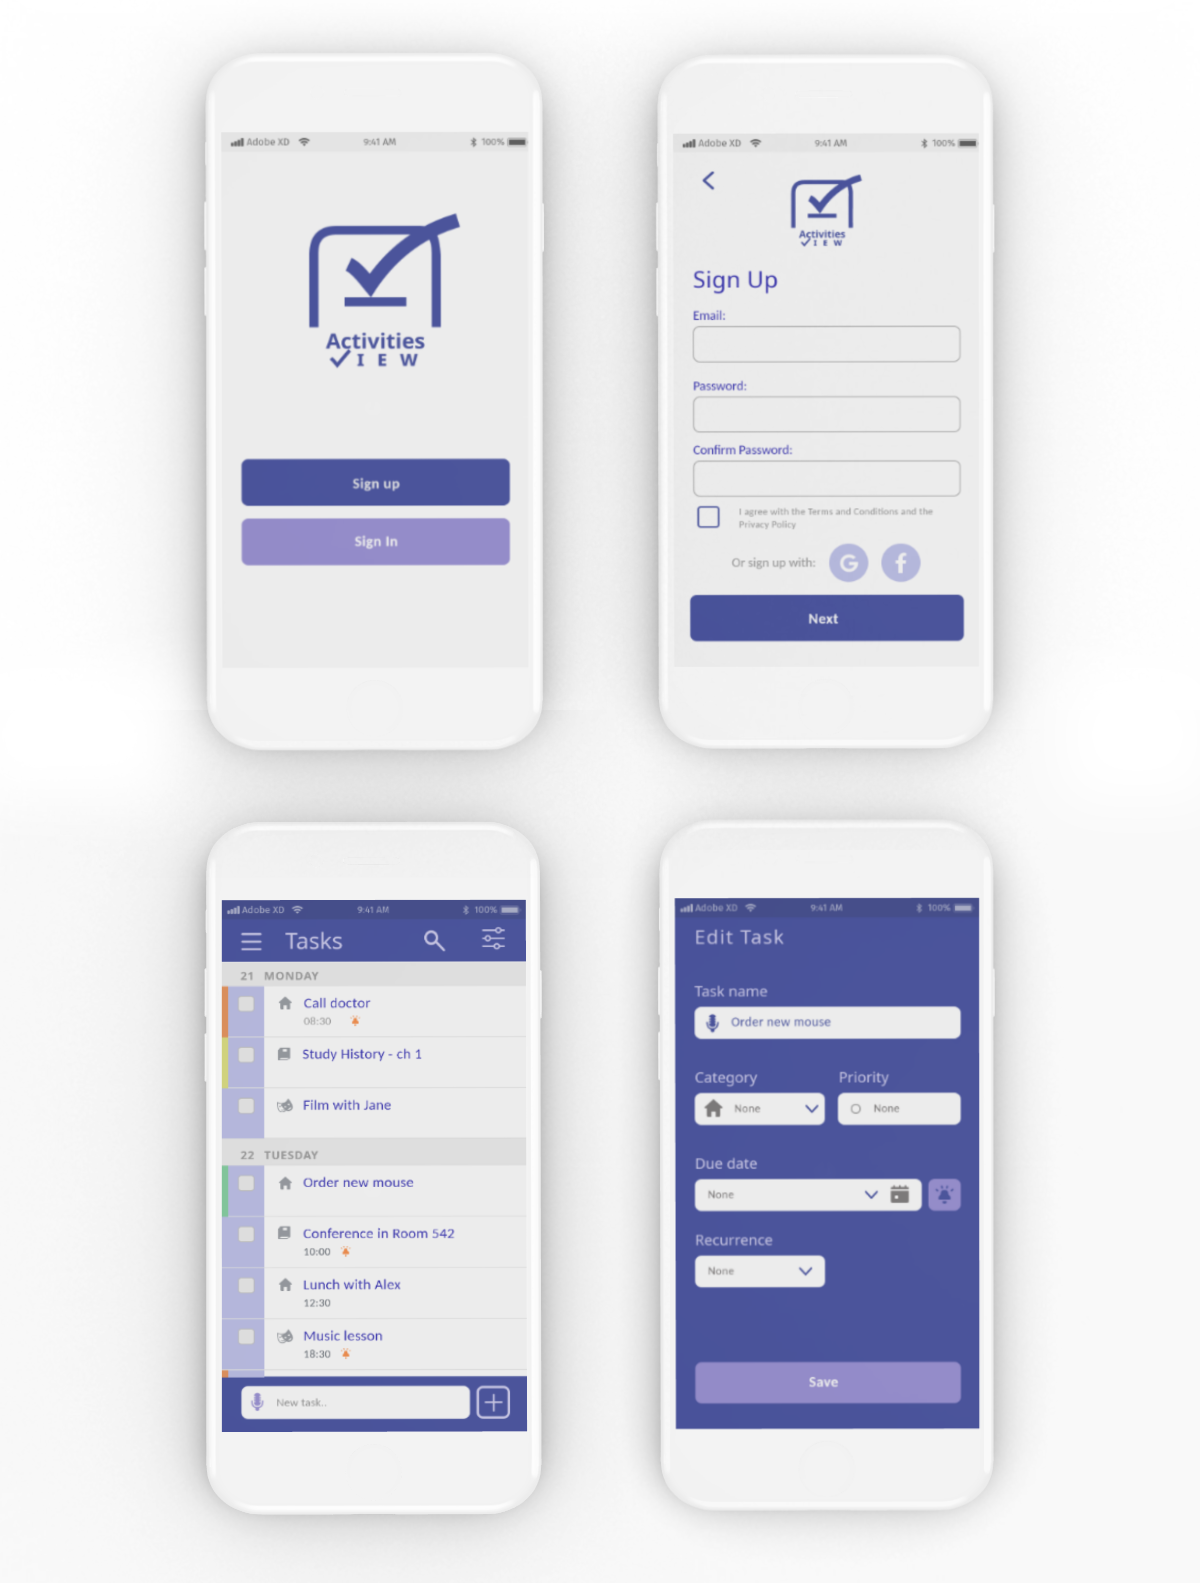 Adobe XD 9:41 AM 100%
Activities
I E W
Sign up
Sign In
Adobe XD 9:41 AM 100%
Activities
I E W
Sign Up
Email:
Password:
Confirm Password:
I agree with the Terms and Conditions and the
Privacy Policy
Or sign up with: G f
Next
Adobe XD 9:41 AM 100%
Tasks
21 MONDAY
Call doctor
08:30
Study History - ch 1
Film with Jane
22 TUESDAY
Order new mouse
Conference in Room 542
10:00
Lunch with Alex
12:30
Music lesson
18:30
New task..
Adobe XD 9:41 AM 100%
Edit Task
Task name
Order new mouse
Category Priority
None None
Due date
None
Recurrence
None
Save